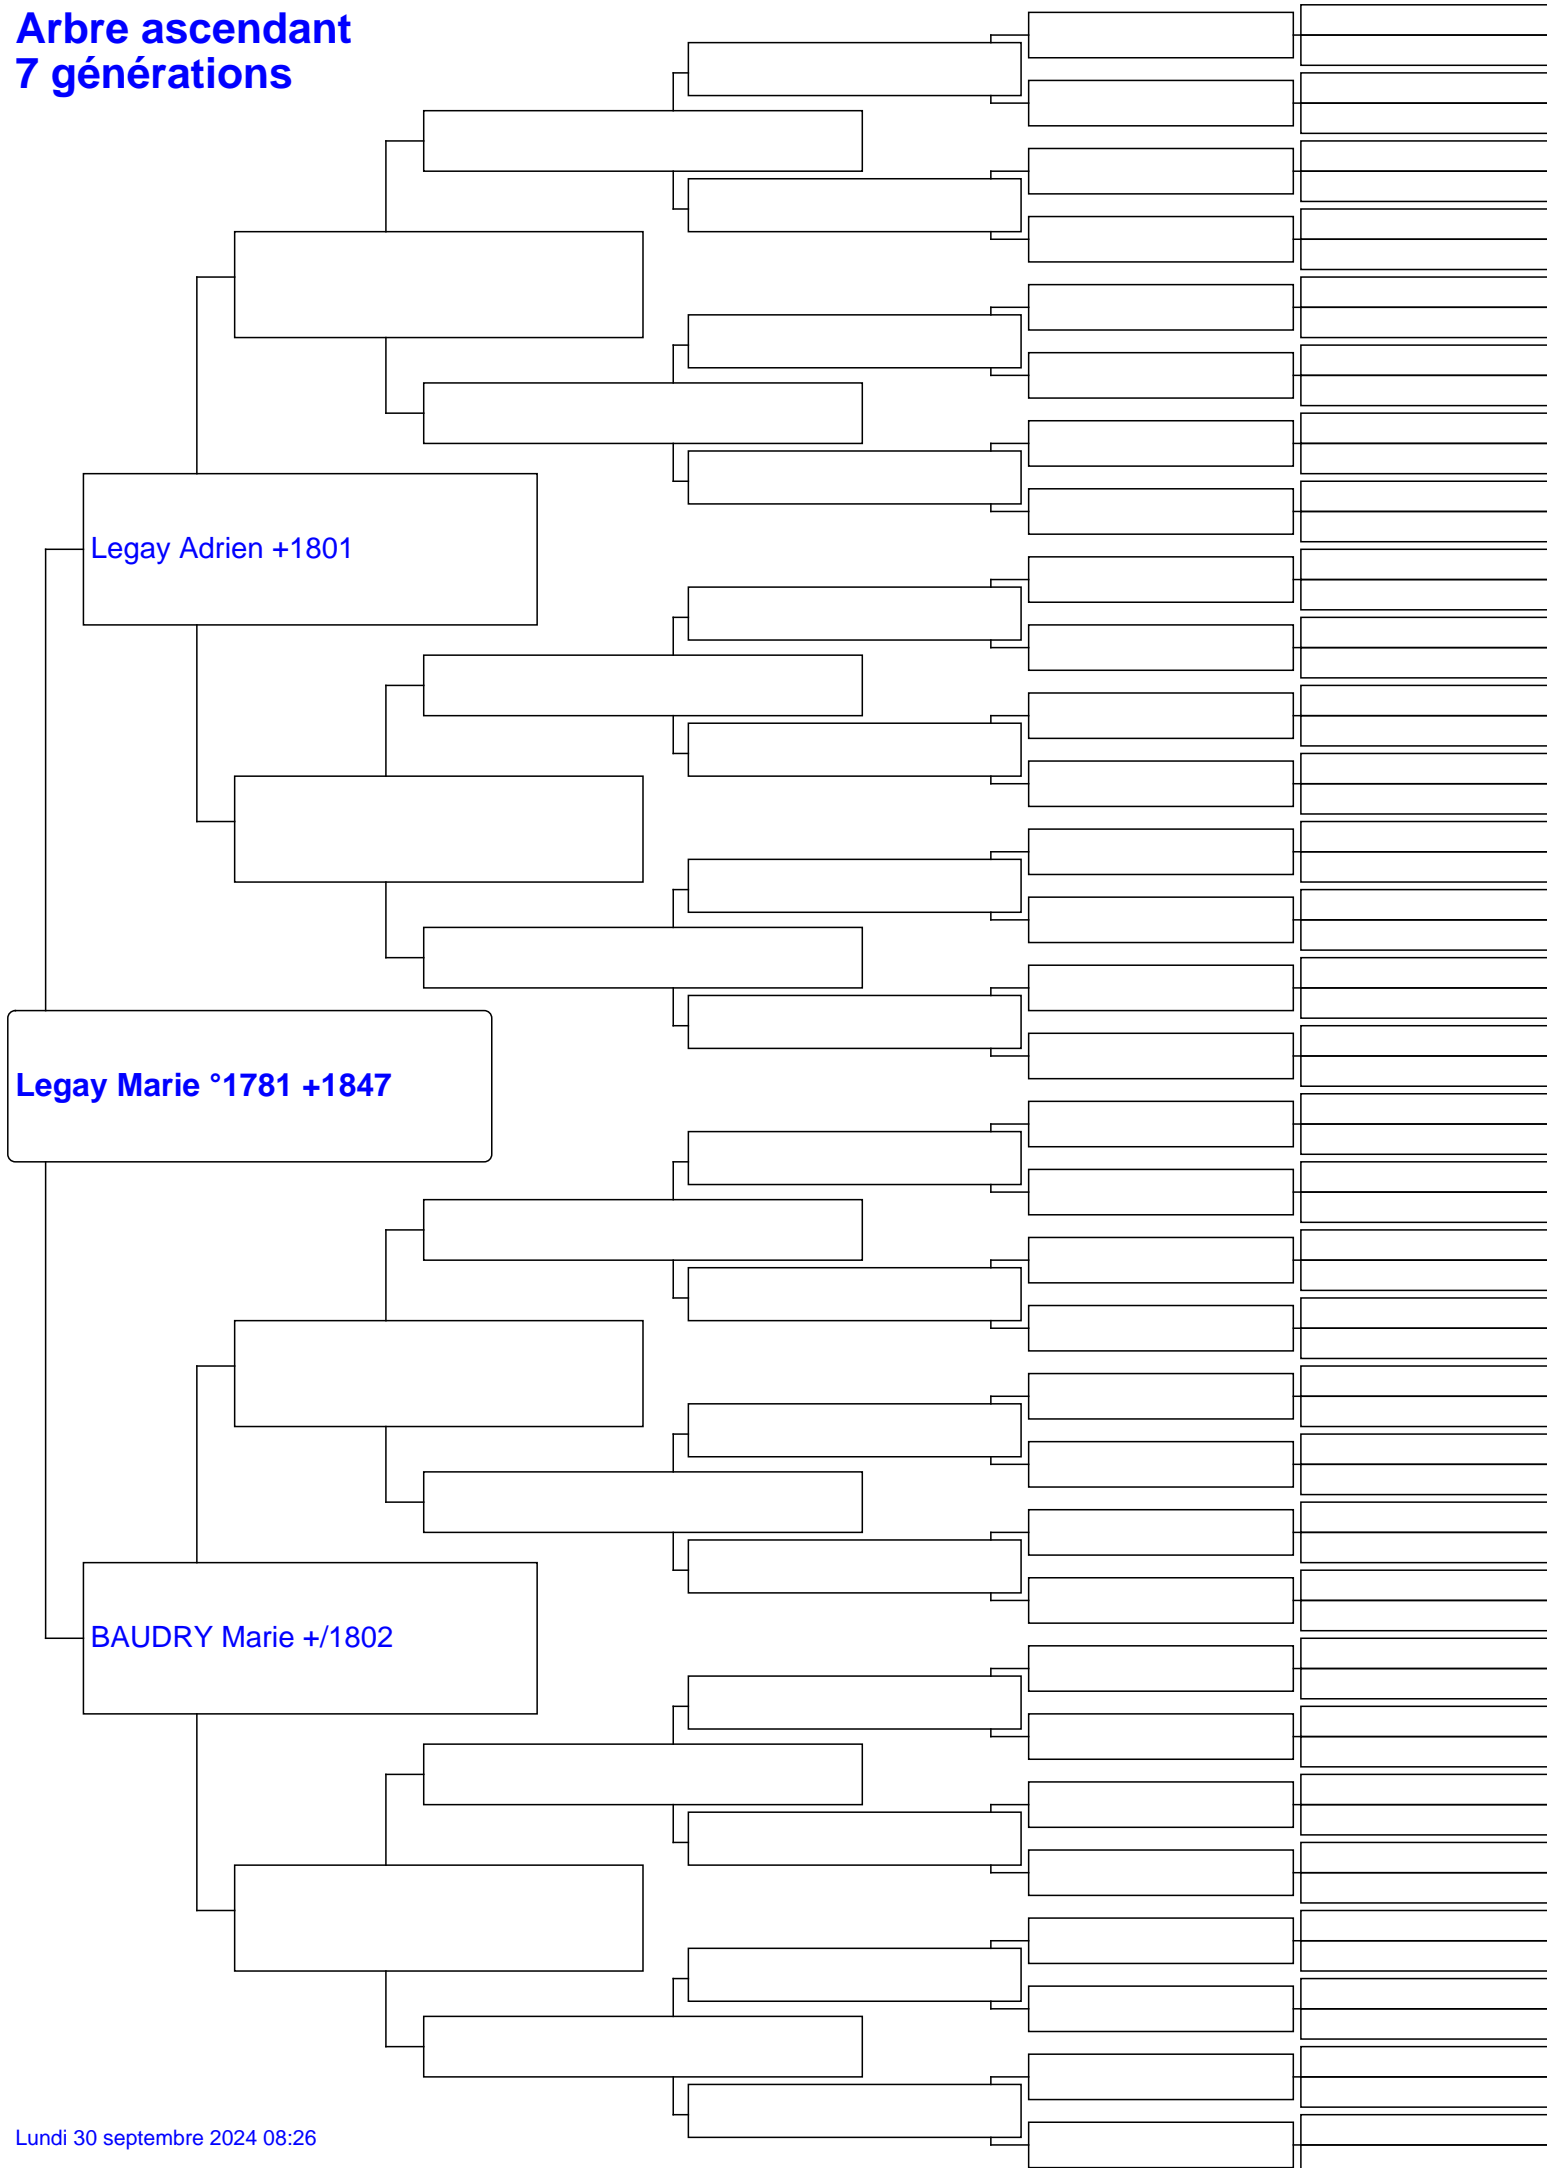 Arbre ascendant
7 générations
Legay Adrien +1801
Legay Marie °1781 +1847
BAUDRY Marie +/1802
Lundi 30 septembre 2024 08:26